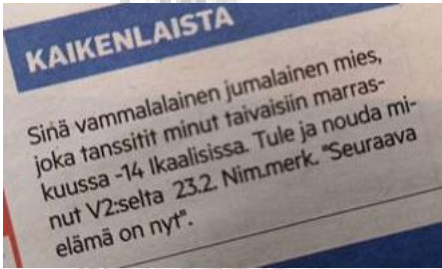 KAIKENLAISTA
Sinä vammalalainen jumalainen mies,
joka tanssitit minut taivaisiin marras-
kuussa -14 Ikaalisissa. Tule ja nouda mi-
nut V2:selta 23.2. Nim.merk. "Seuraava
elämä on nyt".